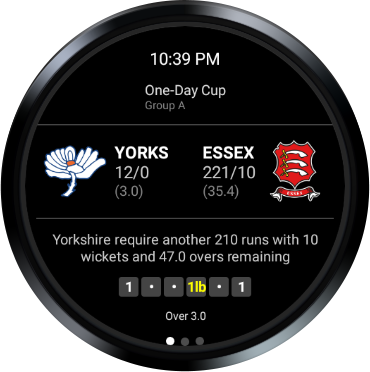 10:39 PM
One-Day Cup
Group A
YORKS ESSEX
12/0 221/10
(3.0) (35.4)
ESSEX
Yorkshire require another 210 runs with 10
wickets and 47.0 overs remaining
1 • • 1lb • 1
Over 3.0